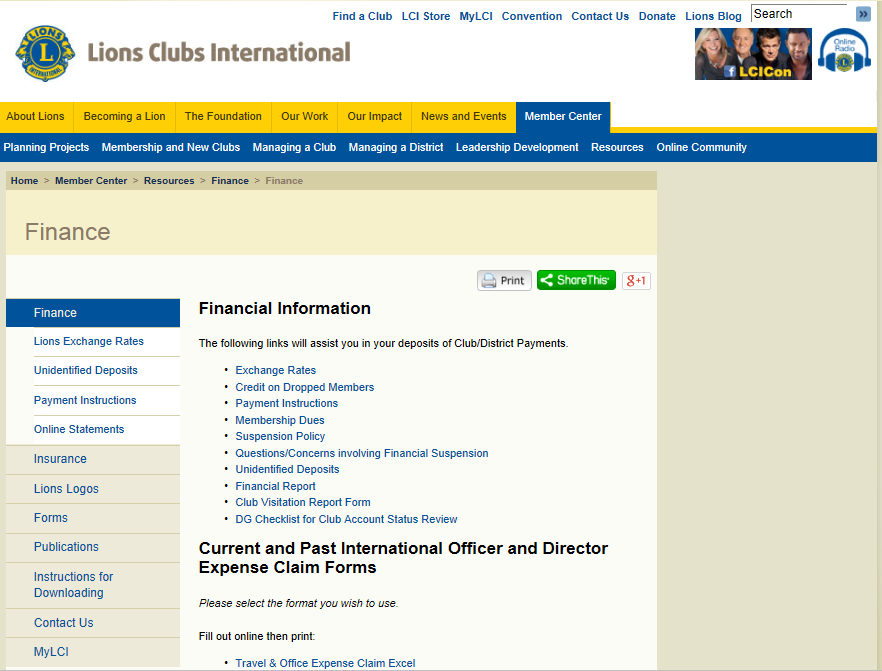 Find a Club LCI Store MyLCI Convention Contact Us Donate Lions Blog Search »
LIONS
L
INTERNATIONAL
Lions Clubs International
f LCICon
Online
Radio
About Lions Becoming a Lion The Foundation Our Work Our Impact News and Events Member Center
Planning Projects Membership and New Clubs Managing a Club Managing a District Leadership Development Resources Online Community
Home > Member Center > Resources > Finance > Finance
Finance
Print ShareThis g+1
Finance
Lions Exchange Rates
Unidentified Deposits
Payment Instructions
Online Statements
Insurance
Lions Logos
Forms
Publications
Instructions for
Downloading
Contact Us
MyLCI
Financial Information
The following links will assist you in your deposits of Club/District Payments.
• Exchange Rates
• Credit on Dropped Members
• Payment Instructions
• Membership Dues
• Suspension Policy
• Questions/Concerns involving Financial Suspension
• Unidentified Deposits
• Financial Report
• Club Visitation Report Form
• DG Checklist for Club Account Status Review
Current and Past International Officer and Director
Expense Claim Forms
Please select the format you wish to use.
Fill out online then print:
• Travel & Office Expense Claim Excel